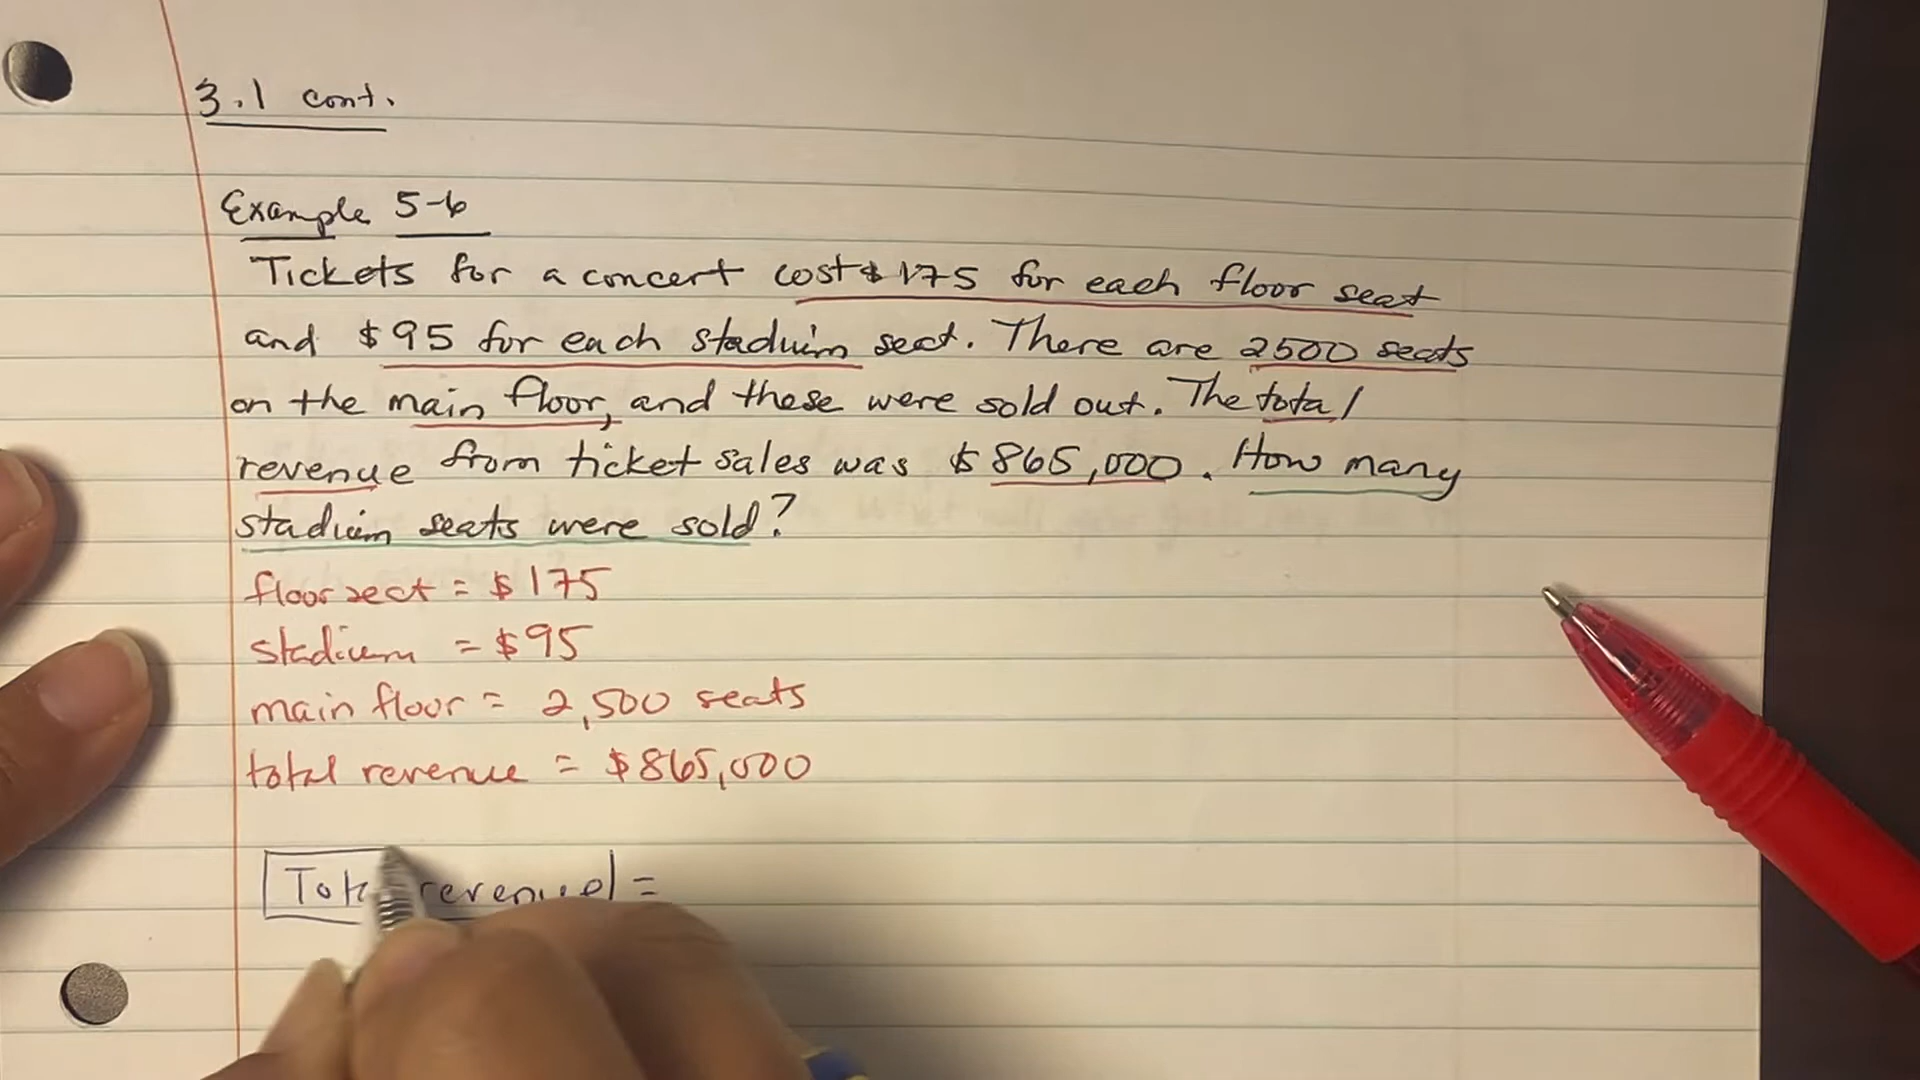 3.1 cont.
Example 5-6
Tickets for a concert cost $175 for each floor seat
and $95 for each stadium seat. There are 2500 seats
on the main floor, and these were sold out. The total
revenue from ticket sales was $865,000. How many
stadium seats were sold?
floor seat = $175
stadium = $95
main floor = 2,500 seats
total revenue = $865,000
revenue =